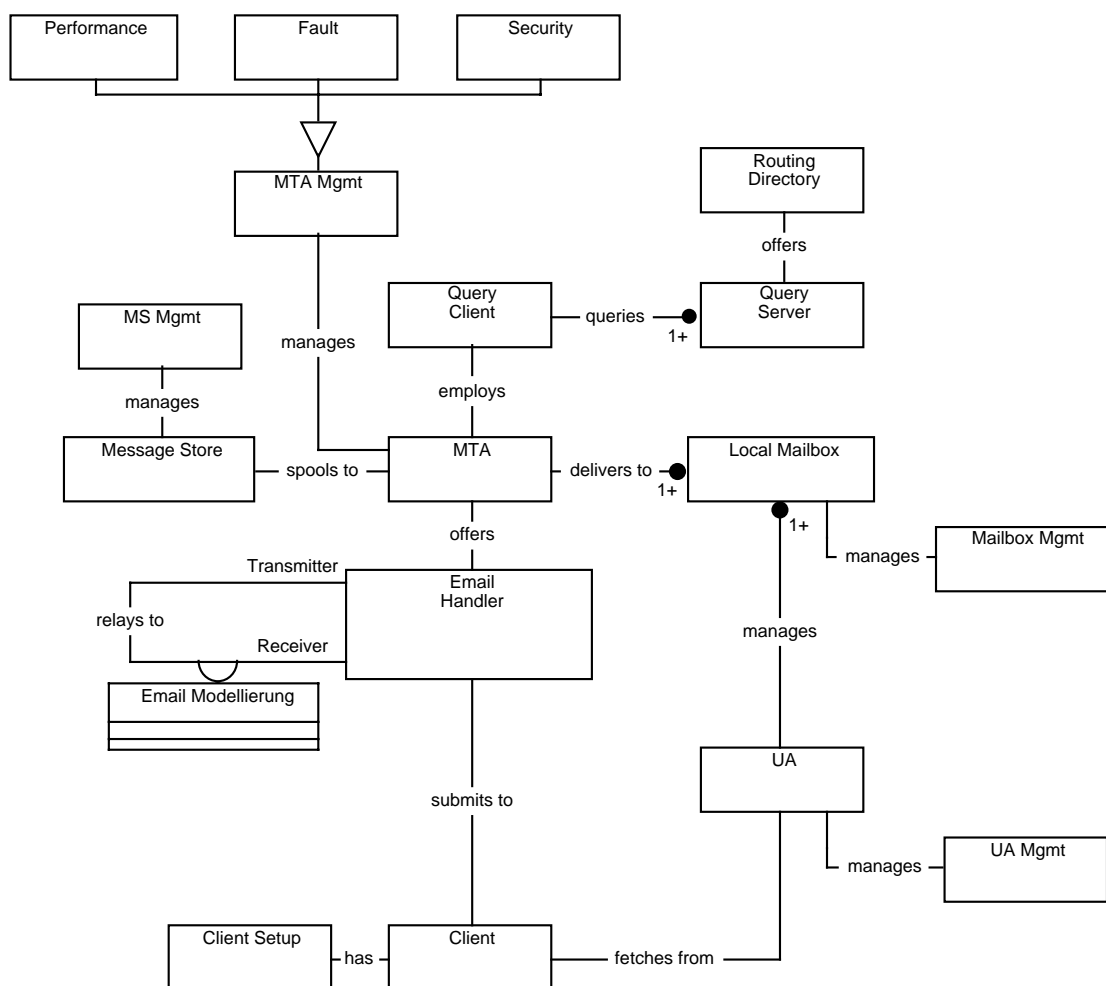 Performance
Fault
Security
Routing
Directory
MTA Mgmt
offers
Query
Client
Query
Server
MS Mgmt
queries
1+
manages
employs
manages
Message Store
spools to
MTA
delivers to
1+
Local Mailbox
offers
1+
Mailbox Mgmt
manages
Transmitter
Email
Handler
relays to
manages
Receiver
Email Modellierung
UA
submits to
UA Mgmt
manages
Client Setup
has
Client
fetches from